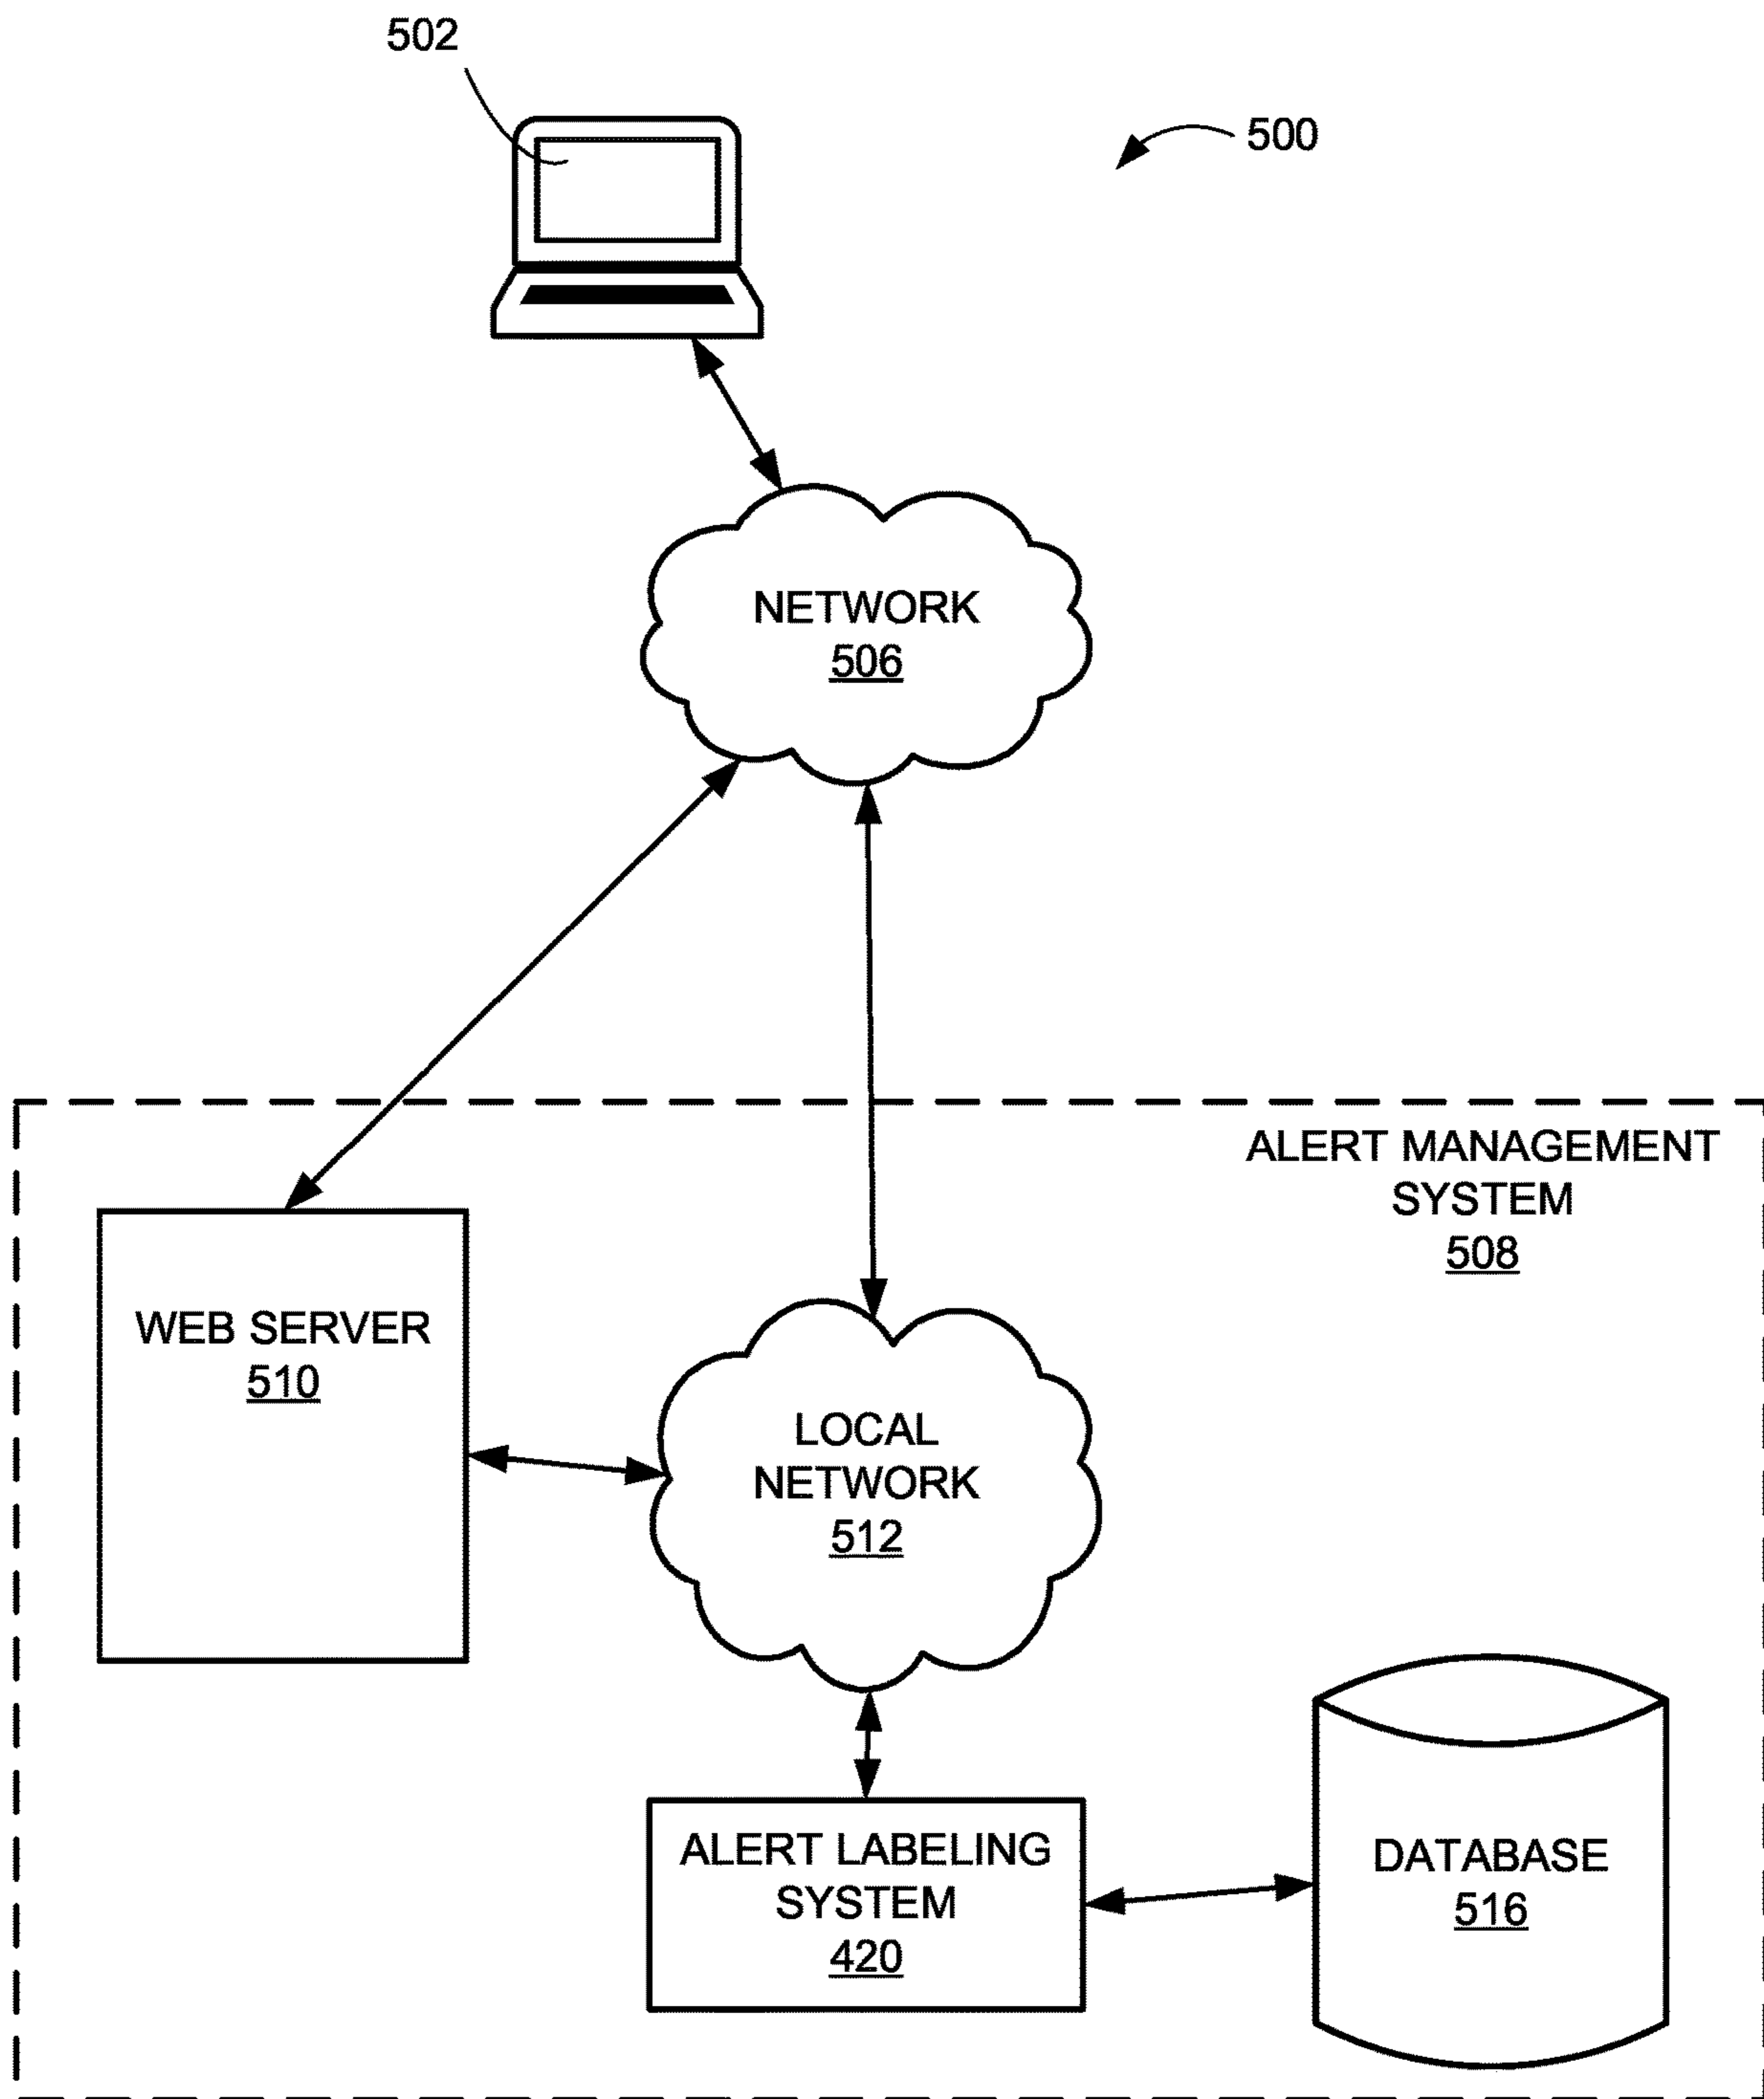 502
500
NETWORK
506
ALERT MANAGEMENT
SYSTEM
508
WEB SERVER
510
LOCAL
NETWORK
512
ALERT LABELING
SYSTEM
420
DATABASE
516